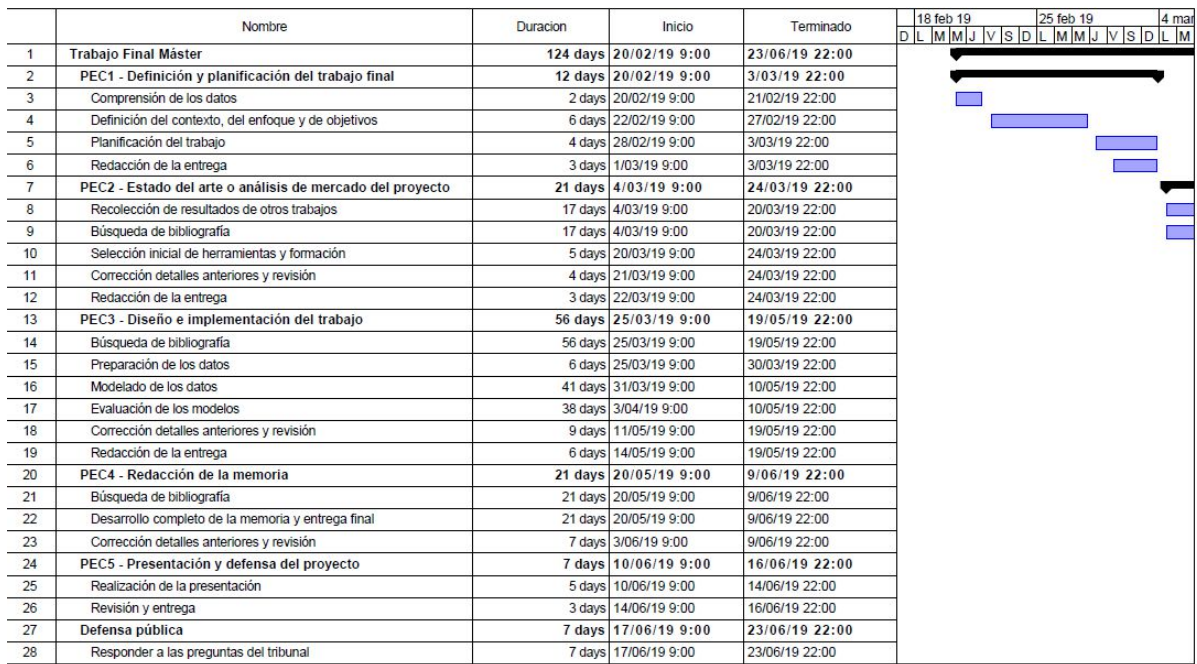 Nombre Duracion Inicio Terminado 18 feb 19 25 feb 19 4 mar
D L M M J V S D L M M J V S D L M
1 Trabajo Final Máster 124 days 20/02/19 9:00 23/06/19 22:00
2 PEC1 - Definición y planificación del trabajo final 12 days 20/02/19 9:00 3/03/19 22:00
3 Comprensión de los datos 2 days 20/02/19 9:00 21/02/19 22:00
4 Definición del contexto, del enfoque y de objetivos 6 days 22/02/19 9:00 27/02/19 22:00
5 Planificación del trabajo 4 days 28/02/19 9:00 3/03/19 22:00
6 Redacción de la entrega 3 days 1/03/19 9:00 3/03/19 22:00
7 PEC2 - Estado del arte o análisis de mercado del proyecto 21 days 4/03/19 9:00 24/03/19 22:00
8 Recolección de resultados de otros trabajos 17 days 4/03/19 9:00 20/03/19 22:00
9 Búsqueda de bibliografía 17 days 4/03/19 9:00 20/03/19 22:00
10 Selección inicial de herramientas y formación 5 days 20/03/19 9:00 24/03/19 22:00
11 Corrección detalles anteriores y revisión 4 days 21/03/19 9:00 24/03/19 22:00
12 Redacción de la entrega 3 days 22/03/19 9:00 24/03/19 22:00
13 PEC3 - Diseño e implementación del trabajo 56 days 25/03/19 9:00 19/05/19 22:00
14 Búsqueda de bibliografía 56 days 25/03/19 9:00 19/05/19 22:00
15 Preparación de los datos 6 days 25/03/19 9:00 30/03/19 22:00
16 Modelado de los datos 41 days 31/03/19 9:00 10/05/19 22:00
17 Evaluación de los modelos 38 days 3/04/19 9:00 10/05/19 22:00
18 Corrección detalles anteriores y revisión 9 days 11/05/19 9:00 19/05/19 22:00
19 Redacción de la entrega 6 days 14/05/19 9:00 19/05/19 22:00
20 PEC4 - Redacción de la memoria 21 days 20/05/19 9:00 9/06/19 22:00
21 Búsqueda de bibliografía 21 days 20/05/19 9:00 9/06/19 22:00
22 Desarrollo completo de la memoria y entrega final 21 days 20/05/19 9:00 9/06/19 22:00
23 Corrección detalles anteriores y revisión 7 days 3/06/19 9:00 9/06/19 22:00
24 PEC5 - Presentación y defensa del proyecto 7 days 10/06/19 9:00 16/06/19 22:00
25 Realización de la presentación 5 days 10/06/19 9:00 14/06/19 22:00
26 Revisión y entrega 3 days 14/06/19 9:00 16/06/19 22:00
27 Defensa pública 7 days 17/06/19 9:00 23/06/19 22:00
28 Responder a las preguntas del tribunal 7 days 17/06/19 9:00 23/06/19 22:00